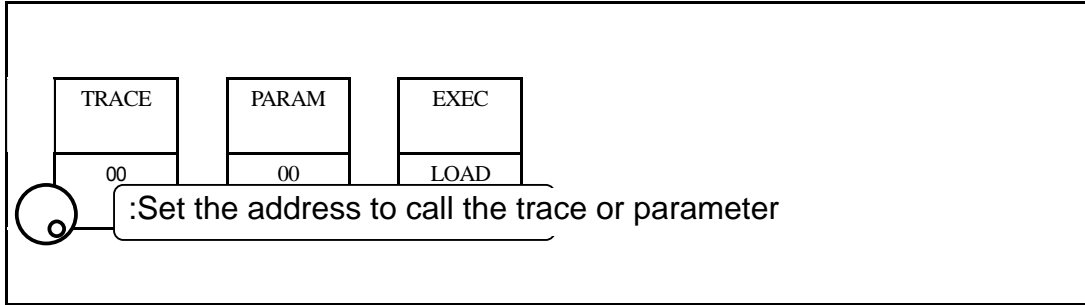 TRACE PARAM EXEC
00 00 LOAD
:Set the address to call the trace or parameter